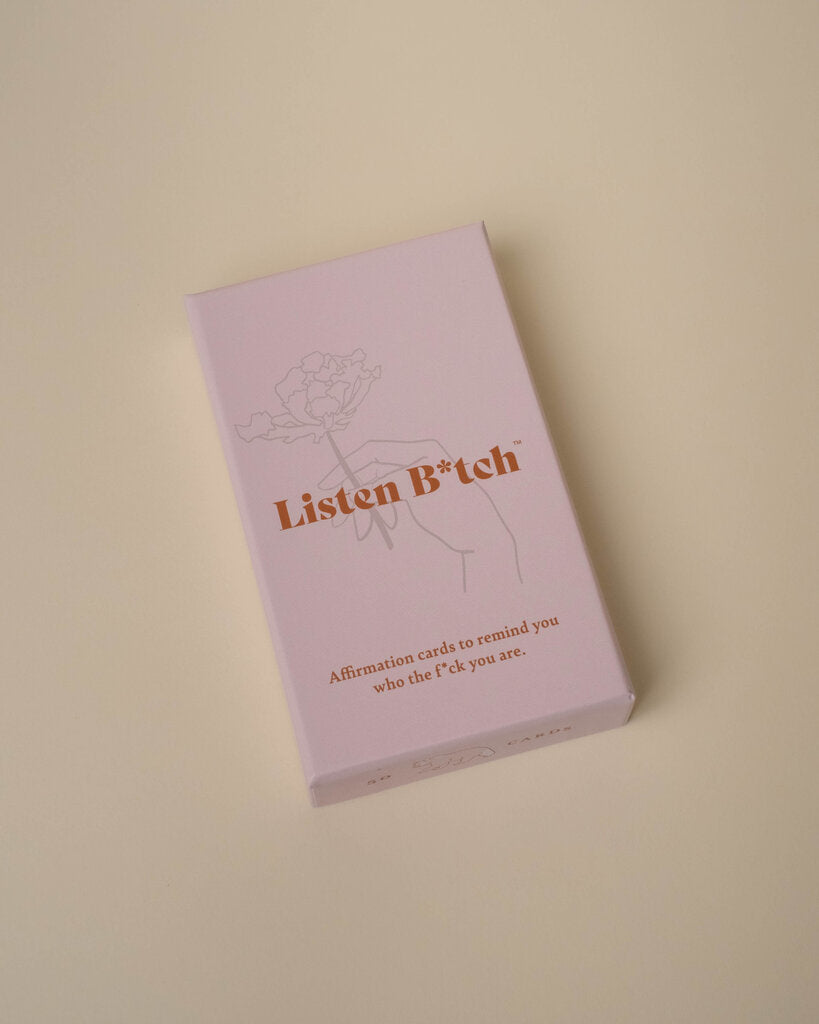 Listen B*tch™
Affirmation cards to remind you
who the f*ck you are.
50 CARDS